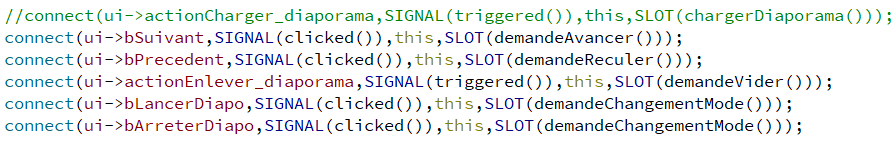 //connect(ui->actionCharger_diaporama,SIGNAL(triggered()),this,SLOT(chargerDiaporama()));
connect(ui->bSuivant,SIGNAL(clicked()),this,SLOT(demandeAvancer()));
connect(ui->bPrecedent,SIGNAL(clicked()),this,SLOT(demandeReculer()));
connect(ui->actionEnlever_diaporama,SIGNAL(triggered()),this,SLOT(demandeVider()));
connect(ui->bLancerDiapo,SIGNAL(clicked()),this,SLOT(demandeChangementMode()));
connect(ui->bArreterDiapo,SIGNAL(clicked()),this,SLOT(demandeChangementMode()));